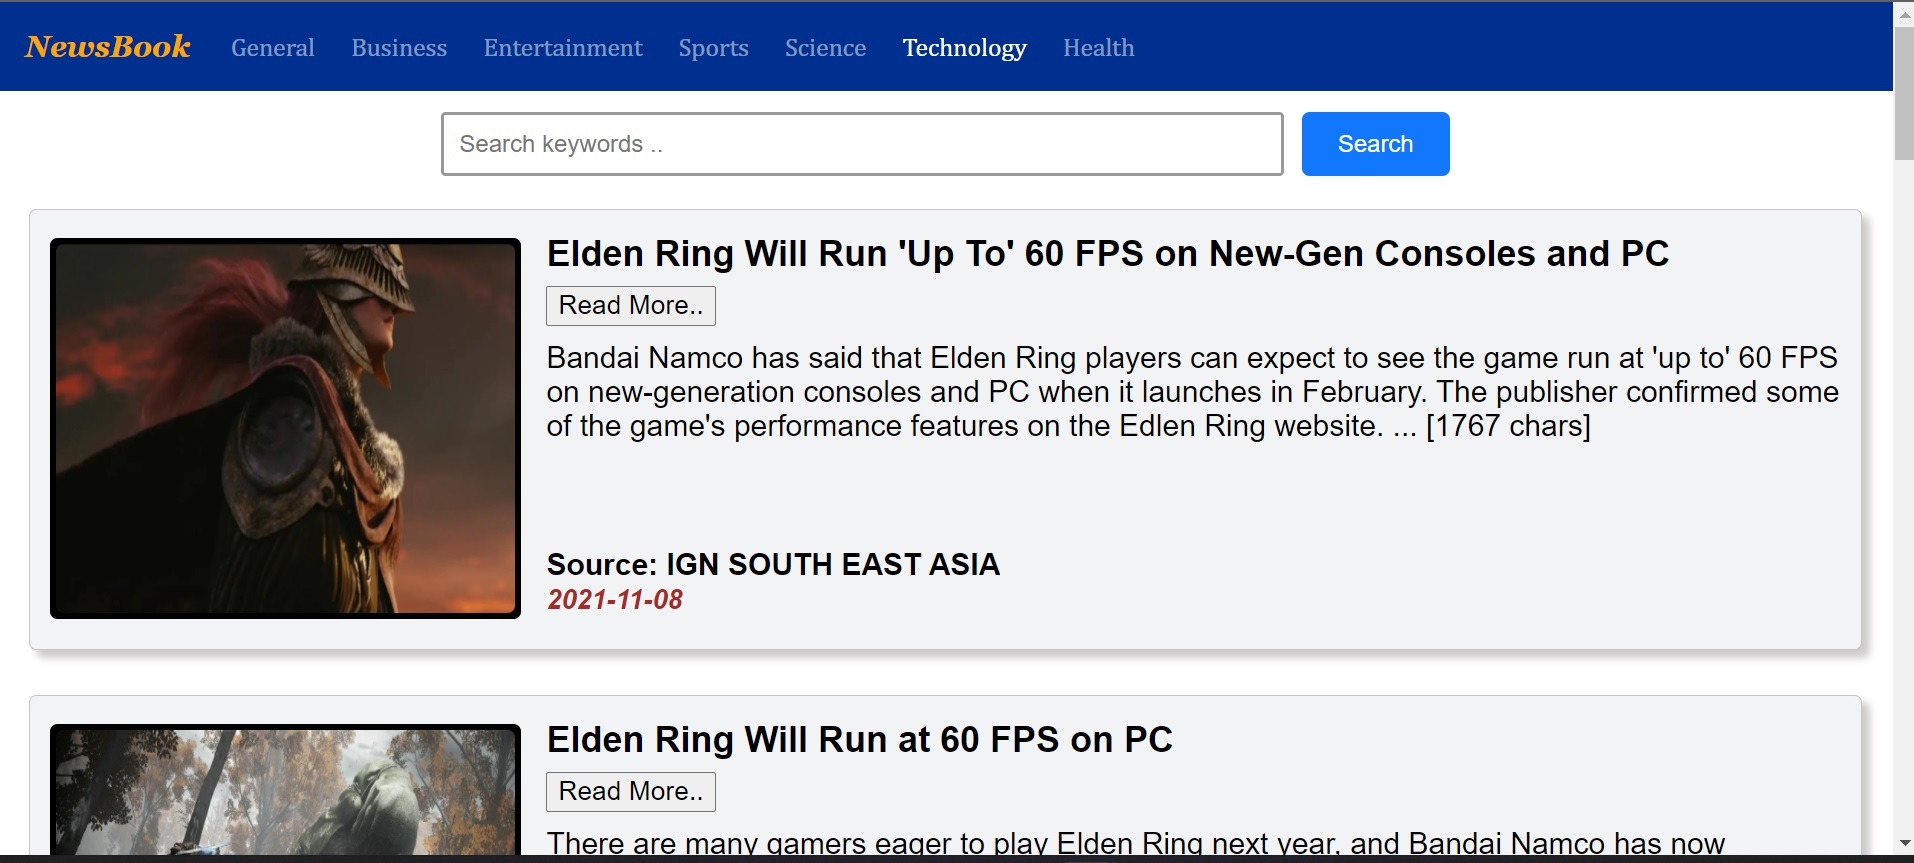 NewsBook General Business Entertainment Sports Science Technology Health
Search keywords .. Search
Elden Ring Will Run 'Up To' 60 FPS on New-Gen Consoles and PC
Read More..
Bandai Namco has said that Elden Ring players can expect to see the game run at 'up to' 60 FPS
on new-generation consoles and PC when it launches in February. The publisher confirmed some
of the game's performance features on the Edlen Ring website. ... [1767 chars]
Source: IGN SOUTH EAST ASIA
2021-11-08
Elden Ring Will Run at 60 FPS on PC
Read More..
There are many gamers eager to play Elden Ring next year, and Bandai Namco has now